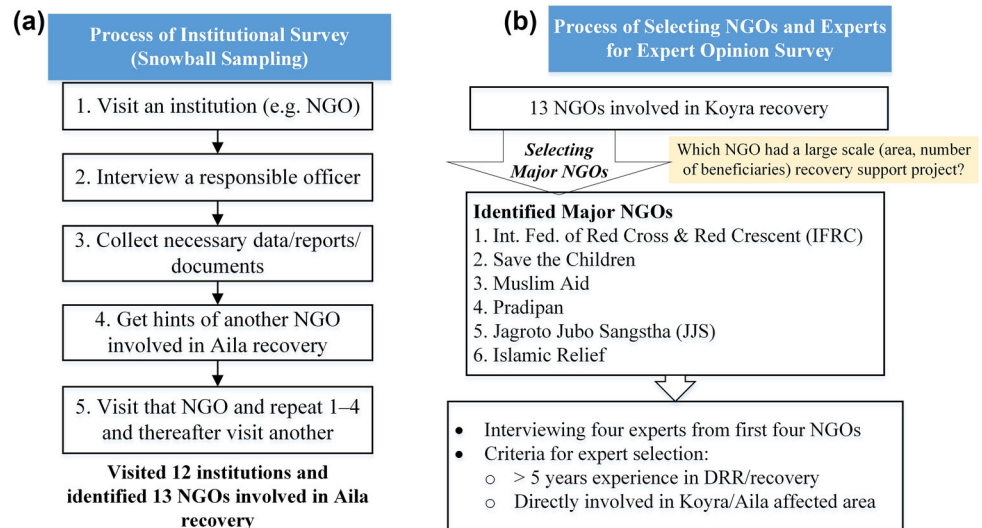 (a)
Process of Institutional Survey
(Snowball Sampling)
1. Visit an institution (e.g. NGO)
2. Interview a responsible officer
3. Collect necessary data/reports/
documents
4. Get hints of another NGO
involved in Aila recovery
5. Visit that NGO and repeat 1–4
and thereafter visit another
Visited 12 institutions and
identified 13 NGOs involved in Aila
recovery
(b)
Process of Selecting NGOs and Experts
for Expert Opinion Survey
13 NGOs involved in Koyra recovery
Selecting
Major NGOs
Which NGO had a large scale (area, number
of beneficiaries) recovery support project?
Identified Major NGOs
1. Int. Fed. of Red Cross & Red Crescent (IFRC)
2. Save the Children
3. Muslim Aid
4. Pradipan
5. Jagroto Jubo Sangstha (JJS)
6. Islamic Relief
• Interviewing four experts from first four NGOs
• Criteria for expert selection:
o > 5 years experience in DRR/recovery
o Directly involved in Koyra/Aila affected area